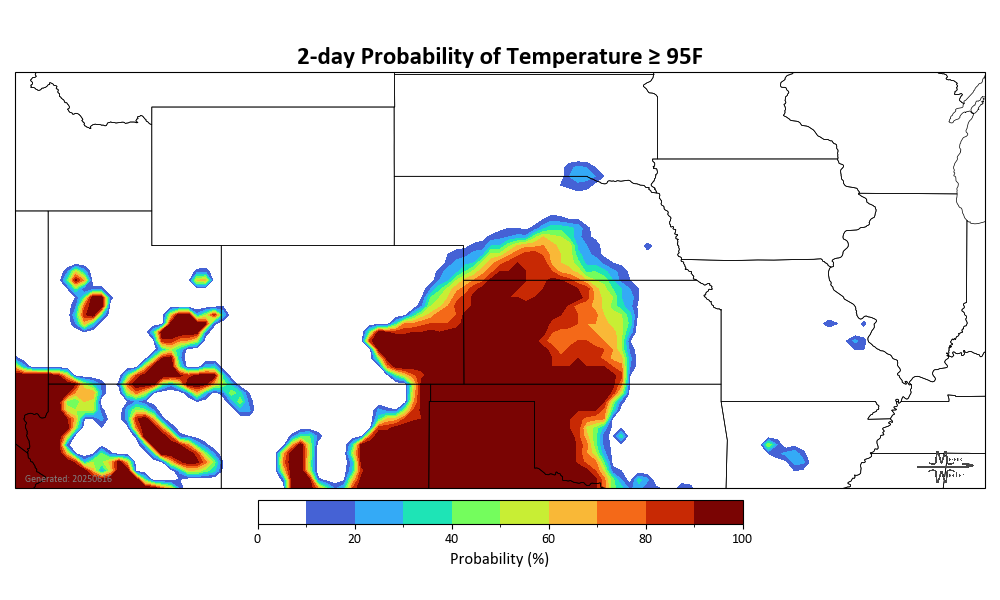 2-day Probability of Temperature ≥ 95F
Generated: 20250816
0 20 40 60 80 100
Probability (%)